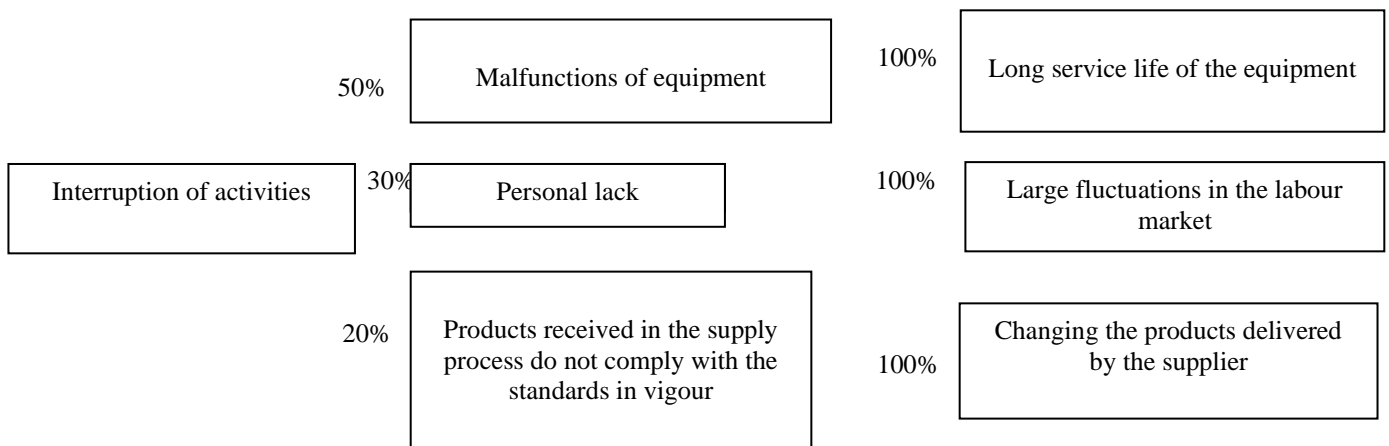 50%
Malfunctions of equipment
100%
Long service life of the equipment
Interruption of activities
30%
Personal lack
100%
Large fluctuations in the labour
market
20%
Products received in the supply
process do not comply with the
standards in vigour
100%
Changing the products delivered
by the supplier